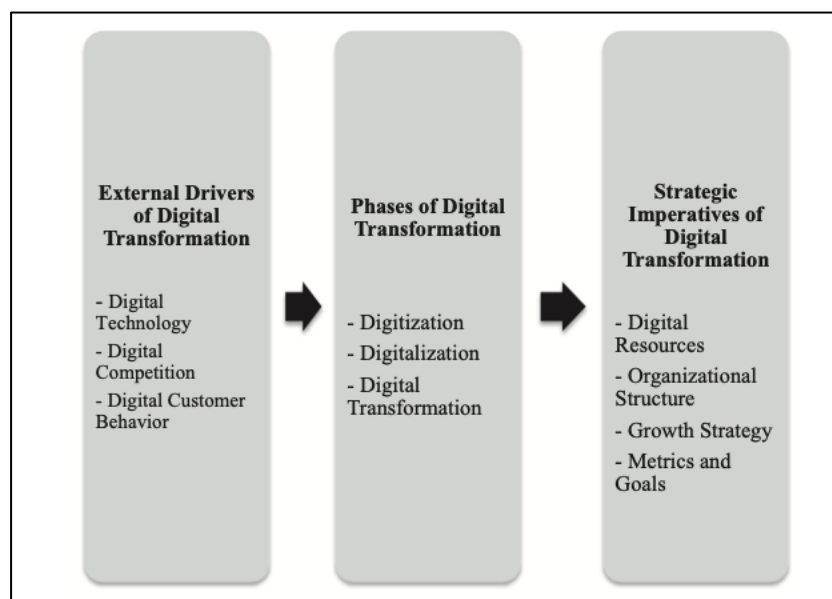 External Drivers
of Digital
Transformation
- Digital
Technology
- Digital
Competition
- Digital Customer
Behavior
Phases of Digital
Transformation
- Digitization
- Digitalization
- Digital
Transformation
Strategic
Imperatives of
Digital
Transformation
- Digital
Resources
- Organizational
Structure
- Growth Strategy
- Metrics and
Goals